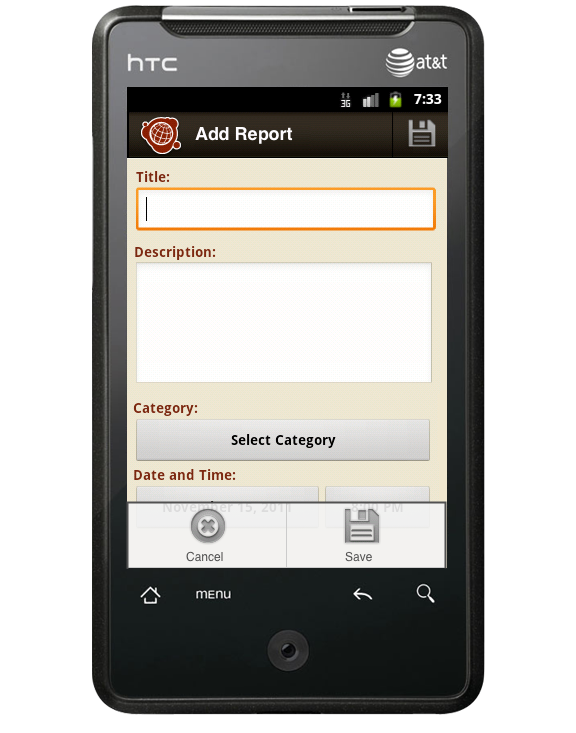 hTC
at&t
3G 7:33
Add Report
Title:
Description:
Category:
Select Category
Date and Time:
November 15, 2011
PM
Cancel Save
menu